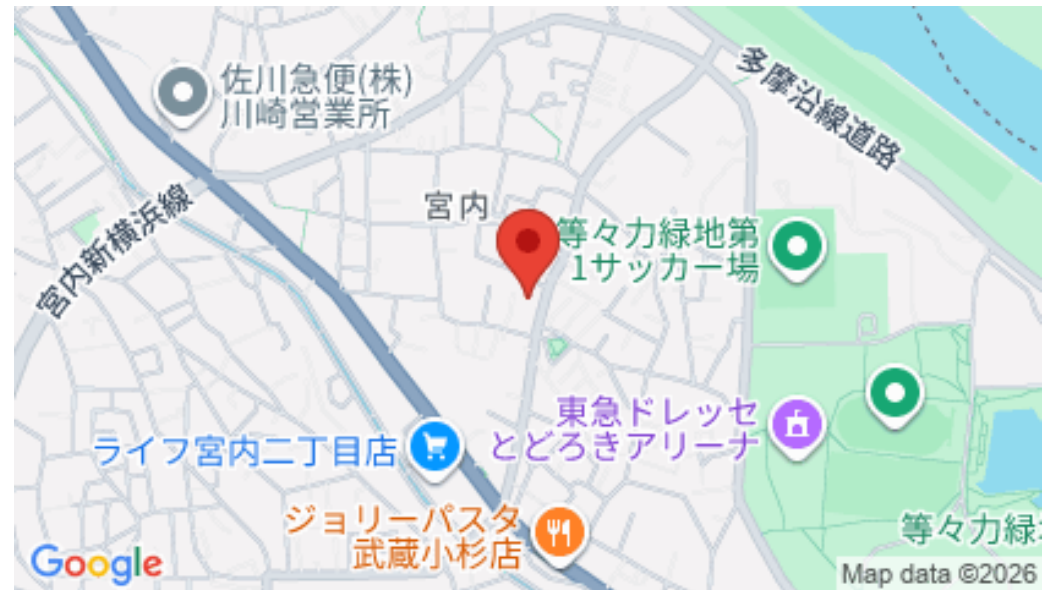 多摩沿線道路
佐川急便(株)
川崎営業所
宮内新横浜線
宮内
等々力緑地第
1サッカー場
東急ドレッセ
とどろきアリーナ
ライフ宮内二丁目店
ジョリーパスタ
武蔵小杉店
等々力緑
Google
Map data ©2026